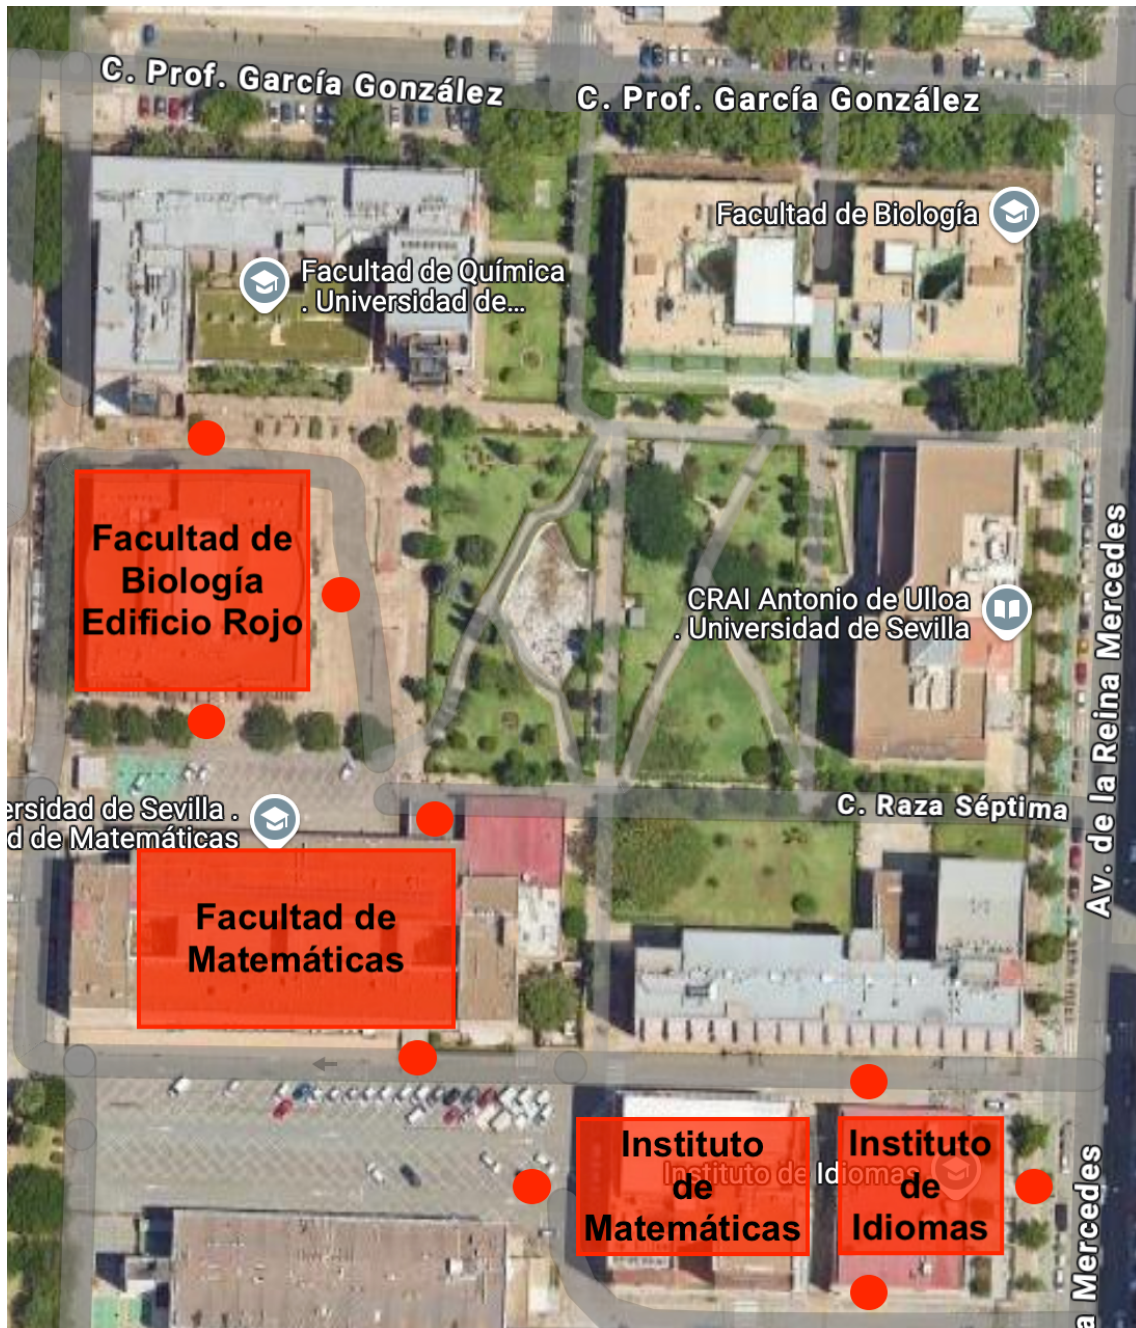 C. Prof. García González
C. Prof. García González
Facultad de Biología
Facultad de Química
. Universidad de...
Facultad de
Biología
Edificio Rojo
CRAI Antonio de Ulloa
. Universidad de Sevilla
Av. de la Reina Mercedes
C. Raza Séptima
ersidad de Sevilla .
d de Matemáticas
Facultad de
Matemáticas
Instituto
de
Matemáticas
Instituto de Idiomas
Instituto
de
Idiomas
a Mercedes